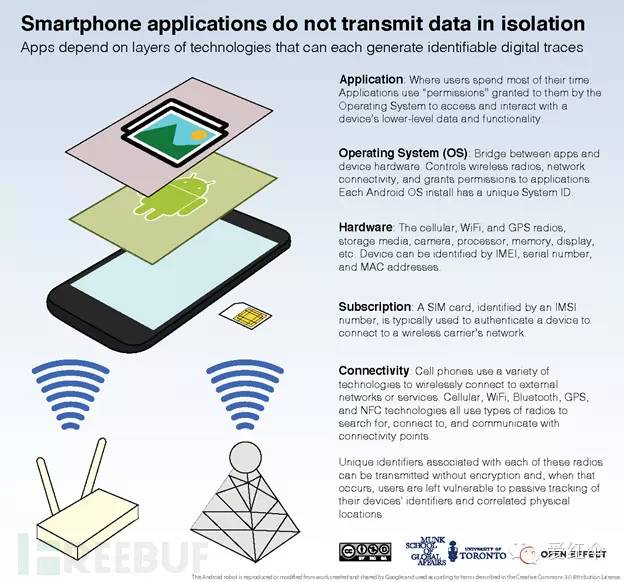 Smartphone applications do not transmit data in isolation
Apps depend on layers of technologies that can each generate identifiable digital traces
Application: Where users spend most of their time.
Applications use "permissions" granted to them by the
Operating System to access and interact with a
device's lower-level data and functionality.
Operating System (OS): Bridge between apps and
device hardware. Controls wireless radios, network
connectivity, and grants permissions to applications.
Each Android OS install has a unique System ID.
Hardware: The cellular, WiFi, and GPS radios,
storage media, camera, processor, memory, display,
etc. Device can be identified by IMEI, serial number,
and MAC addresses.
Subscription: A SIM card, identified by an IMSI
number, is typically used to authenticate a device to
connect to a wireless carrier's network.
Connectivity: Cell phones use a variety of
technologies to wirelessly connect to external
networks or services. Cellular, WiFi, Bluetooth, GPS,
and NFC technologies all use types of radios to
search for, connect to, and communicate with
connectivity points.
Unique identifiers associated with each of these radios
can be transmitted without encryption and, when that
occurs, users are left vulnerable to passive tracking of
their devices' identifiers and correlated physical
locations.
REEBUF
MUNK
SCHOOL
OF
GLOBAL
AFFAIRS
UNIVERSITY OF
TORONTO
OPEN EFFECT
The Android robot is reproduced or modified from work created and shared by Google and used according to terms described in the Creative Commons 3.0 Attribution License.